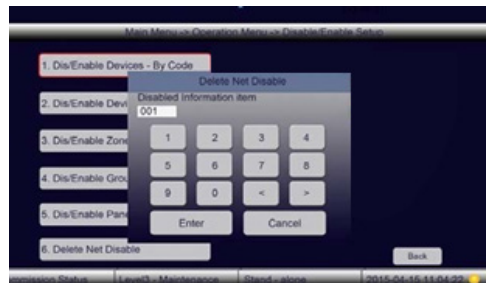 Main Menu -> Operation Menu -> Disable/Enable Setup
1. Dis/Enable Devices - By Code
Delete Net Disable
Disabled information item
001
2. Dis/Enable Devi
1 2 3 4
3. Dis/Enable Zone
5 6 7 8
4. Dis/Enable Grou
9 0 < >
5. Dis/Enable Pane
Enter Cancel
6. Delete Net Disable
Back
mmission Status Level3 - Maintenance Stand - alone 2015-04-15 11:04:22